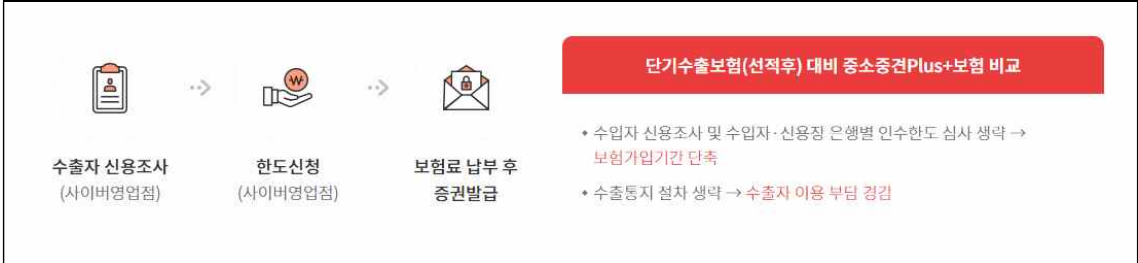 수출자 신용조사
(사이버영업점)
한도신청
(사이버영업점)
보험료 납부 후
증권발급
단기수출보험(선적후) 대비 중소중견Plus+보험 비교
• 수입자 신용조사 및 수입자·신용장 은행별 인수한도 심사 생략 →
보험가입기간 단축
• 수출통지 절차 생략 → 수출자 이용 부담 경감